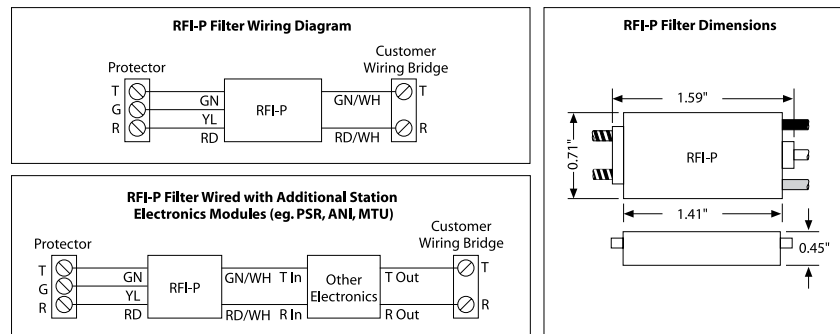 RFI-P Filter Wiring Diagram
Protector
Customer
Wiring Bridge
T
G
R
GN
YL
RD
RFI-P
GN/WH
RD/WH
T
R
RFI-P Filter Wired with Additional Station
Electronics Modules (eg. PSR, ANI, MTU)
Protector
Customer
Wiring Bridge
T
G
R
GN
YL
RD
RFI-P
GN/WH
RD/WH
T In
R In
Other
Electronics
T Out
R Out
T
R
RFI-P Filter Dimensions
1.59"
0.71"
RFI-P
1.41"
0.45"